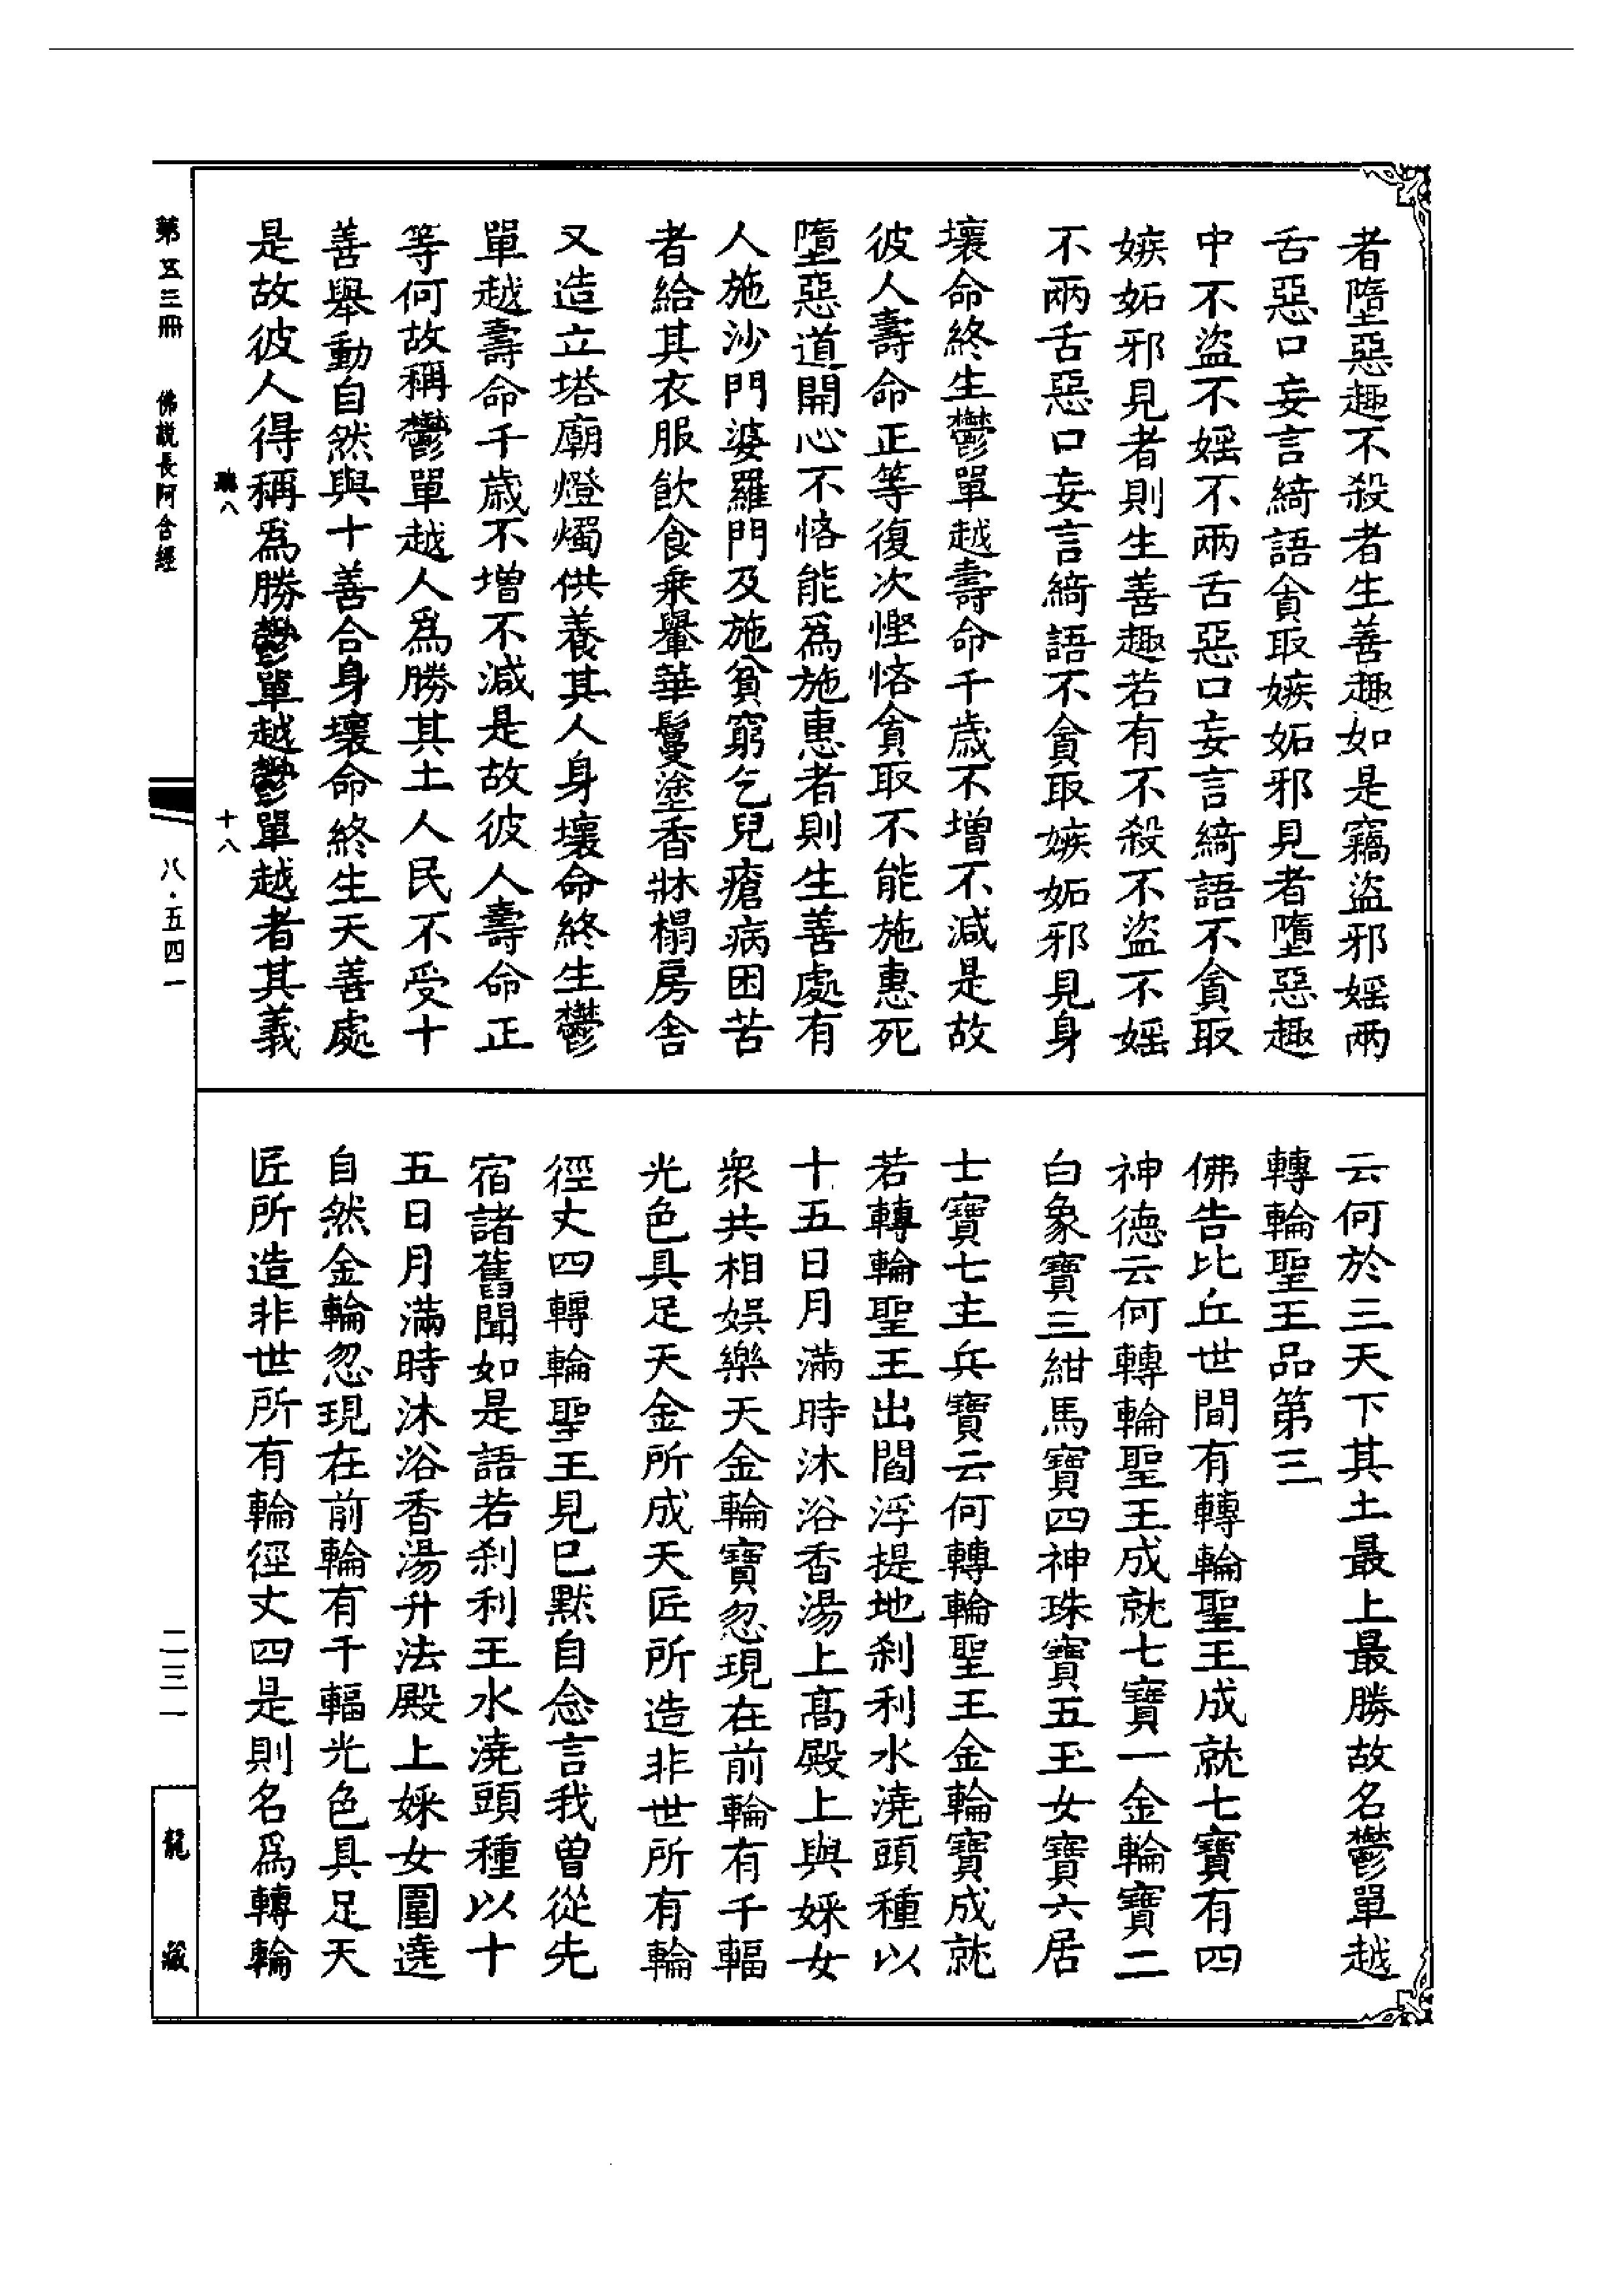 者墮惡趣不殺者生善趣如是竊盜邪婬兩
舌惡口妄言綺語貪取嫉妬邪見者墮惡趣
中不盜不婬不兩舌惡口妄言綺語不貪取
嫉妬邪見者則生善趣若有不殺不盜不婬
不兩舌惡口妄言綺語不貪取嫉妬邪見身
壞命終生鬱單越壽命千歲不增不減是故
彼人壽命正等復次慳悋貪取不能施惠死
墮惡道開心不悋能爲施惠者則生善處有
人施沙門婆羅門及施貧窮乞兒瘡病困苦
者給其衣服飲食乗轝華鬘塗香牀榻房舍
又造立塔廟燈燭供養其人身壞命終生鬱
單越壽命千歲不增不減是故彼人壽命正
等何故稱鬱單越人爲勝其土人民不受十
善舉動自然與十善合身壞命終生天善處
是故彼人得稱爲勝鬱單越鬱單越者其義
云何於三天下其土最上最勝故名鬱單越
轉輪聖王品第三
佛告比丘世間有轉輪聖王成就七寶有四
神德云何轉輪聖王成就七寶一金輪寶二
白象寶三紺馬寶四神珠寶五玉女寶六居
士寶七主兵寶云何轉輪聖王金輪寶成就
若轉輪聖王出閻浮提地剎利水澆頭種以
十五日月滿時沐浴香湯上高殿上與婇女
衆共相娛樂天金輪寶忽現在前輪有千輻
光色具足天金所成天匠所造非世所有輪
徑丈四轉輪聖王見已默自念言我曾從先
宿諸舊聞如是語若剎利王水澆頭種以十
五日月滿時沐浴香湯升法殿上婇女圍遶
自然金輪忽現在前輪有千輻光色具足天
匠所造非世所有輪徑丈四是則名爲轉輪
八
十八
第五三冊
佛說長阿含經
八·五四一
二三一
龍藏